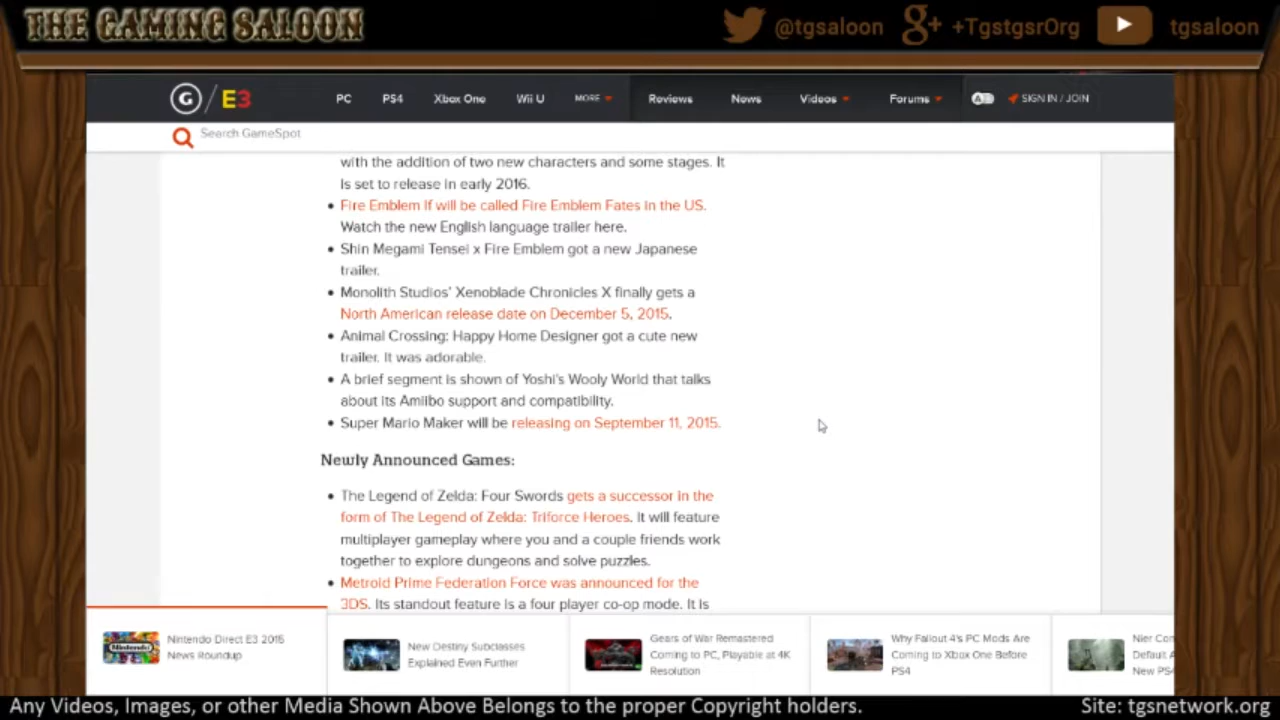 THE GAMING SALOON
@tgsaloon
+TgstgsrOrg
tgsaloon
G / E3
PC
PS4
Xbox One
Wii U
MORE
Reviews
News
Videos
Forums
SIGN IN / JOIN
Search GameSpot
with the addition of two new characters and some stages. It
is set to release in early 2016.
• Fire Emblem If will be called Fire Emblem Fates in the US.
Watch the new English language trailer here.
• Shin Megami Tensei x Fire Emblem got a new Japanese
trailer.
• Monolith Studios' Xenoblade Chronicles X finally gets a
North American release date on December 5, 2015.
• Animal Crossing: Happy Home Designer got a cute new
trailer. It was adorable.
• A brief segment is shown of Yoshi's Wooly World that talks
about its Amiibo support and compatibility.
• Super Mario Maker will be releasing on September 11, 2015.
Newly Announced Games:
• The Legend of Zelda: Four Swords gets a successor in the
form of The Legend of Zelda: Triforce Heroes. It will feature
multiplayer gameplay where you and a couple friends work
together to explore dungeons and solve puzzles.
• Metroid Prime Federation Force was announced for the
3DS. Its standout feature is a four player co-op mode. It is
Nintendo
Nintendo Direct E3 2015
News Roundup
New Destiny Subclasses
Explained Even Further
Gears of War Remastered
Coming to PC, Playable at 4K
Resolution
Why Fallout 4's PC Mods Are
Coming to Xbox One Before
PS4
Nier Con
Default A
New PS4
Any Videos, Images, or other Media Shown Above Belongs to the proper Copyright holders.
Site: tgsnetwork.org